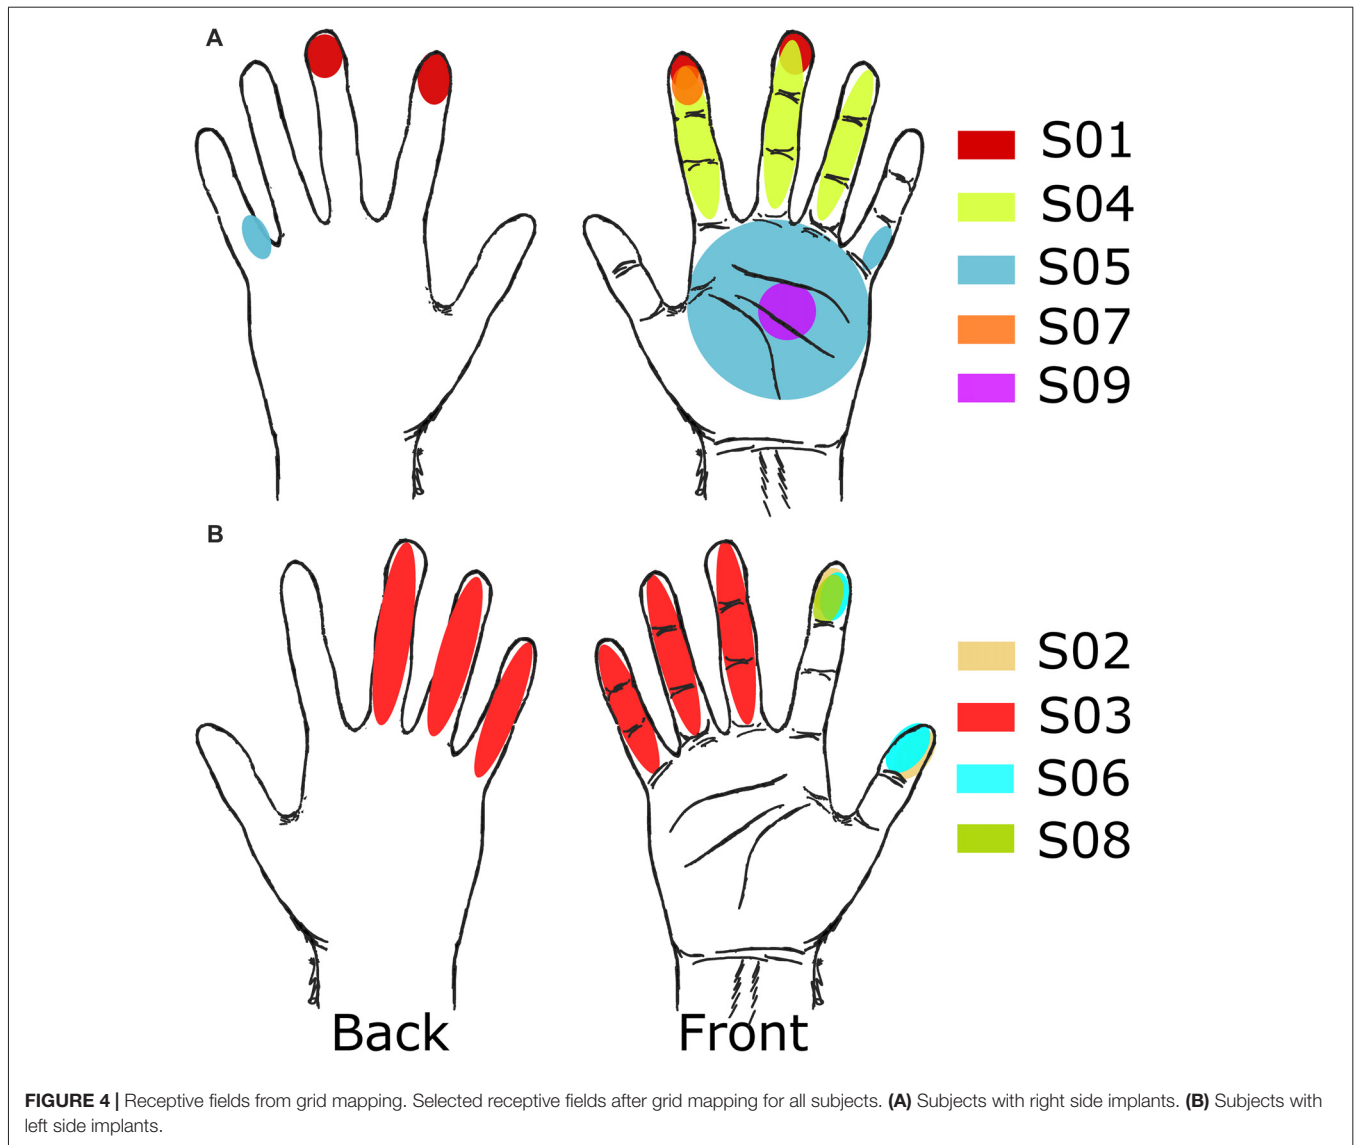 A
S01
S04
S05
S07
S09
B
S02
S03
S06
S08
Back Front
FIGURE 4 | Receptive fields from grid mapping. Selected receptive fields after grid mapping for all subjects. (A) Subjects with right side implants. (B) Subjects with
left side implants.